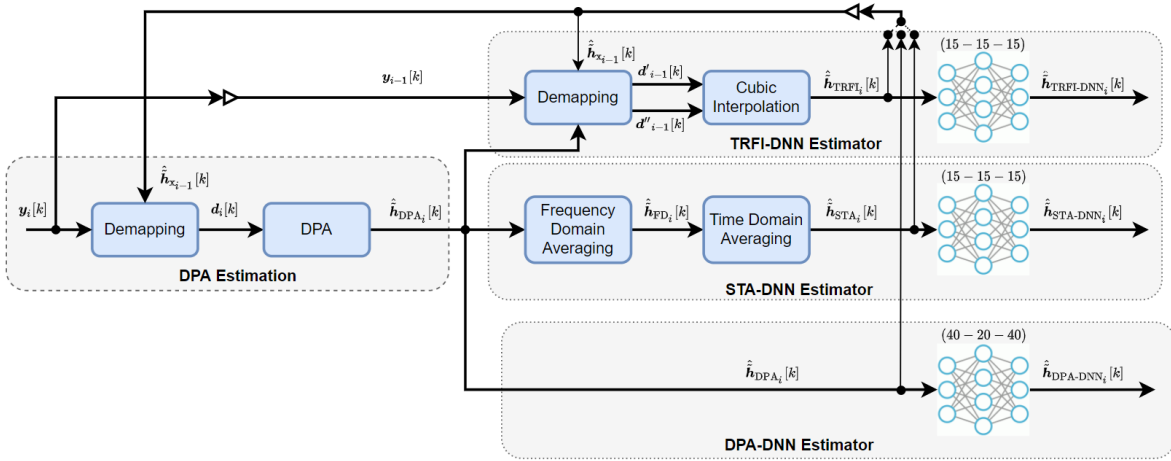 (15 − 15 − 15)
ĥ̃_{x_{i−1}}[k]
y_{i−1}[k]
d′_{i−1}[k]
Demapping
Cubic
Interpolation
ĥ̃_{TRFI_i}[k]
ĥ̃_{TRFI-DNN_i}[k]
d″_{i−1}[k]
TRFI-DNN Estimator
ĥ̃_{x_{i−1}}[k]
(15 − 15 − 15)
y_i[k]
d_i[k]
ĥ̃_{DPA_i}[k]
Demapping
DPA
DPA Estimation
Frequency
Domain
Averaging
ĥ̃_{FD_i}[k]
Time Domain
Averaging
ĥ̃_{STA_i}[k]
ĥ̃_{STA-DNN_i}[k]
STA-DNN Estimator
(40 − 20 − 40)
ĥ̃_{DPA_i}[k]
ĥ̃_{DPA-DNN_i}[k]
DPA-DNN Estimator